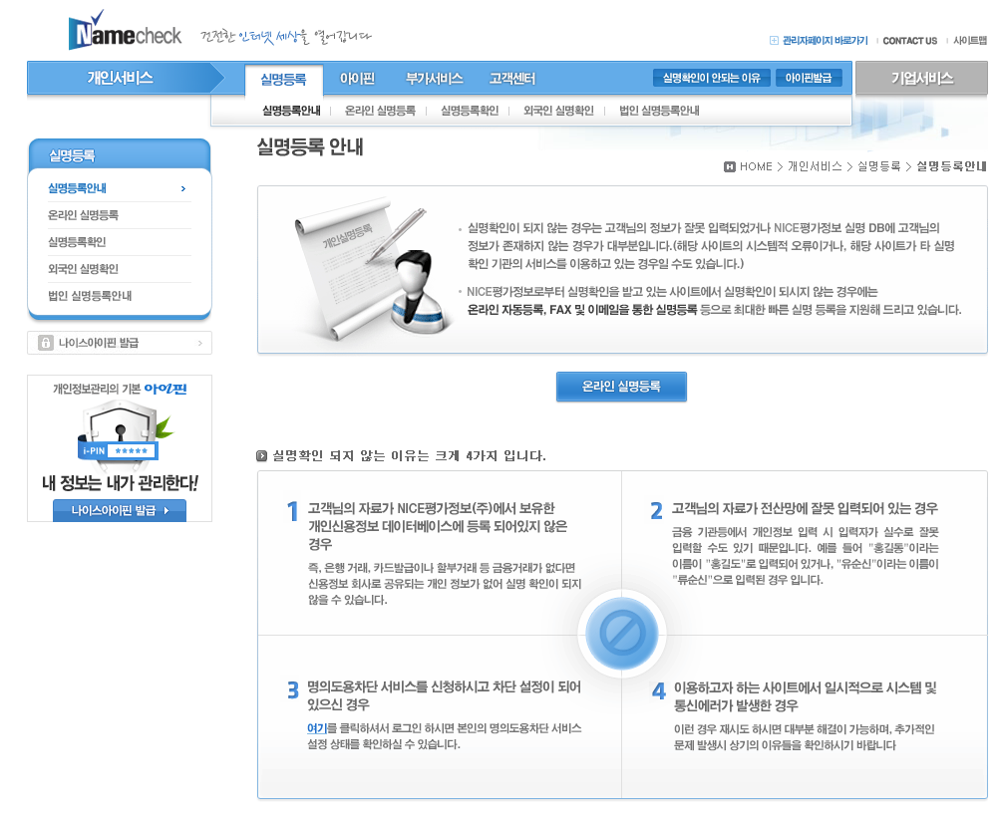 Namecheck 건전한 인터넷 세상을 열어갑니다
관리자페이지 바로가기 CONTACT US 사이트맵
개인서비스 실명등록 아이핀 부가서비스 고객센터 실명확인이 안되는 이유 아이핀발급 기업서비스
실명등록안내 온라인 실명등록 실명등록확인 외국인 실명확인 법인 실명등록안내
실명등록 안내
HOME > 개인서비스 > 실명등록 > 실명등록안내
실명등록
실명등록안내
온라인 실명등록
실명등록확인
외국인 실명확인
법인 실명등록안내
나이스아이핀 발급
개인정보관리의 기본 아이핀
i-PIN *****
내 정보는 내가 관리한다!
나이스아이핀 발급
개인실명등록
실명확인이 되지 않는 경우는 고객님의 정보가 잘못 입력되었거나 NICE평가정보 실명 DB에 고객님의
정보가 존재하지 않는 경우가 대부분입니다.(해당 사이트의 시스템적 오류이거나, 해당 사이트가 타 실명
확인 기관의 서비스를 이용하고 있는 경우일 수도 있습니다.)
NICE평가정보로부터 실명확인을 받고 있는 사이트에서 실명확인이 되시지 않는 경우에는
온라인 자동등록, FAX 및 이메일을 통한 실명등록 등으로 최대한 빠른 실명 등록을 지원해 드리고 있습니다.
온라인 실명등록
실명확인 되지 않는 이유는 크게 4가지 입니다.
1 고객님의 자료가 NICE평가정보(주)에서 보유한
개인신용정보 데이터베이스에 등록 되어있지 않은
경우
즉, 은행 거래, 카드발급이나 할부거래 등 금융거래가 없다면
신용정보 회사로 공유되는 개인 정보가 없어 실명 확인이 되지
않을 수 있습니다.
2 고객님의 자료가 전산망에 잘못 입력되어 있는 경우
금융 기관등에서 개인정보 입력 시 입력자가 실수로 잘못
입력할 수도 있기 때문입니다. 예를 들어 "홍길동"이라는
이름이 "홍길도"로 입력되어 있거나, "유순신"이라는 이름이
"류순신"으로 입력된 경우 입니다.
3 명의도용차단 서비스를 신청하시고 차단 설정이 되어
있으신 경우
여기를 클릭하셔서 로그인 하시면 본인의 명의도용차단 서비스
설정 상태를 확인하실 수 있습니다.
4 이용하고자 하는 사이트에서 일시적으로 시스템 및
통신에러가 발생한 경우
이런 경우 재시도 하시면 대부분 해결이 가능하며, 추가적인
문제 발생시 상기의 이유들을 확인하시기 바랍니다